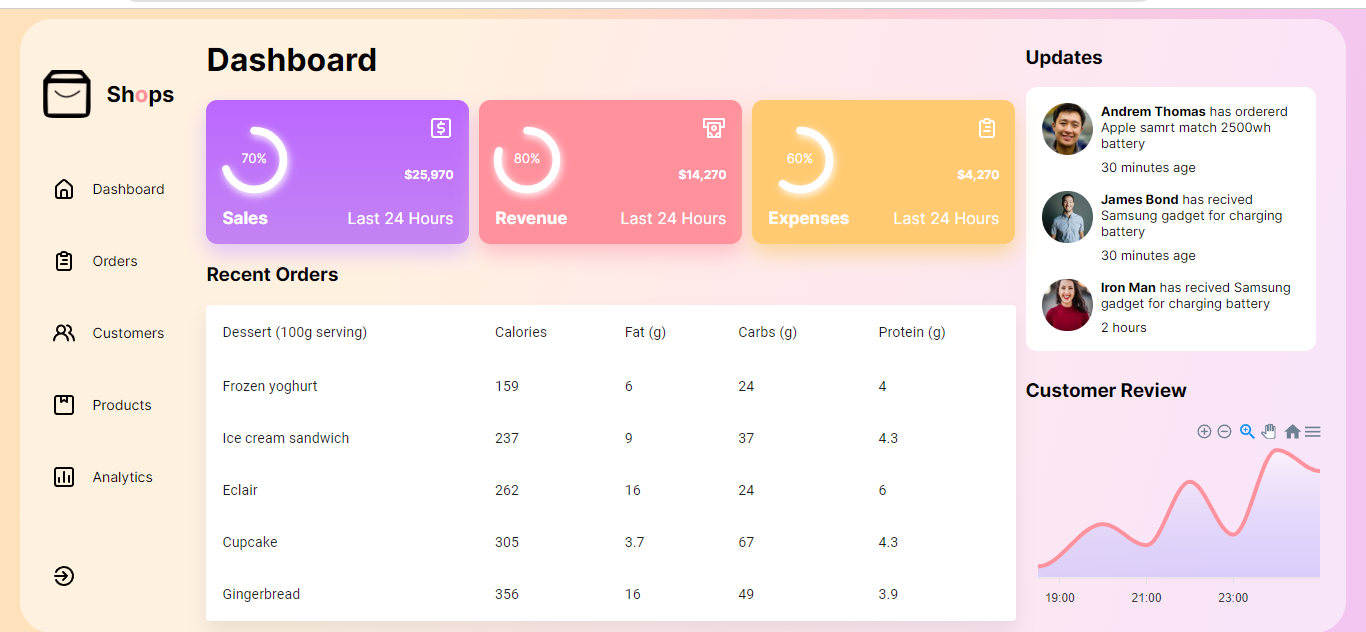 Shops
Dashboard
Orders
Customers
Products
Analytics
Dashboard
70%
$25,970
Sales Last 24 Hours
80%
$14,270
Revenue Last 24 Hours
60%
$4,270
Expenses Last 24 Hours
Recent Orders
Dessert (100g serving) Calories Fat (g) Carbs (g) Protein (g)
Frozen yoghurt 159 6 24 4
Ice cream sandwich 237 9 37 4.3
Eclair 262 16 24 6
Cupcake 305 3.7 67 4.3
Gingerbread 356 16 49 3.9
Updates
Andrem Thomas has ordererd
Apple samrt match 2500wh
battery
30 minutes ago
James Bond has recived
Samsung gadget for charging
battery
30 minutes ago
Iron Man has recived Samsung
gadget for charging battery
2 hours
Customer Review
19:00 21:00 23:00